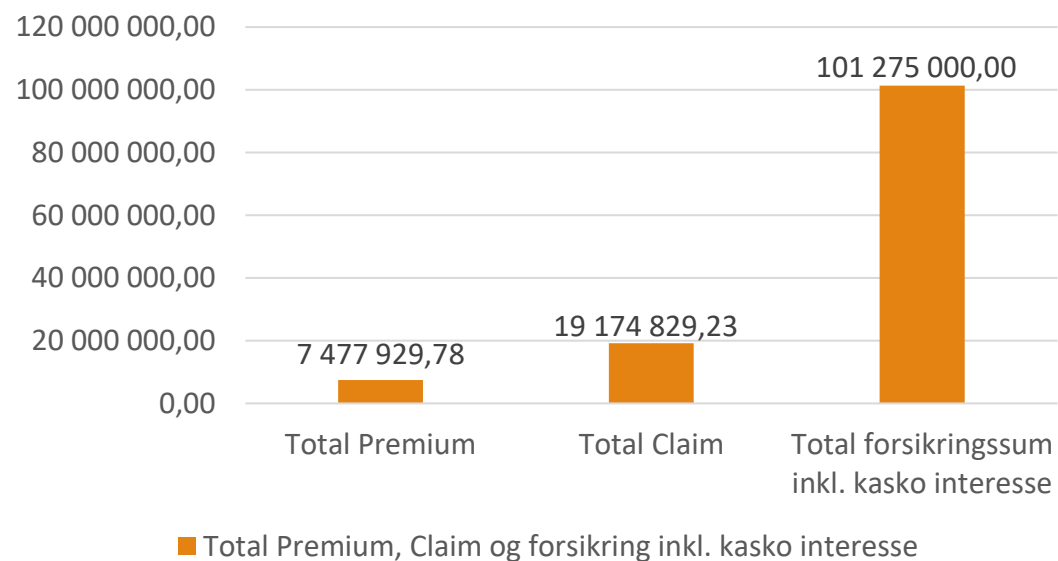 120 000 000,00
100 000 000,00
80 000 000,00
60 000 000,00
40 000 000,00
20 000 000,00
0,00
7 477 929,78
19 174 829,23
101 275 000,00
Total Premium
Total Claim
Total forsikringssum
inkl. kasko interesse
Total Premium, Claim og forsikring inkl. kasko interesse